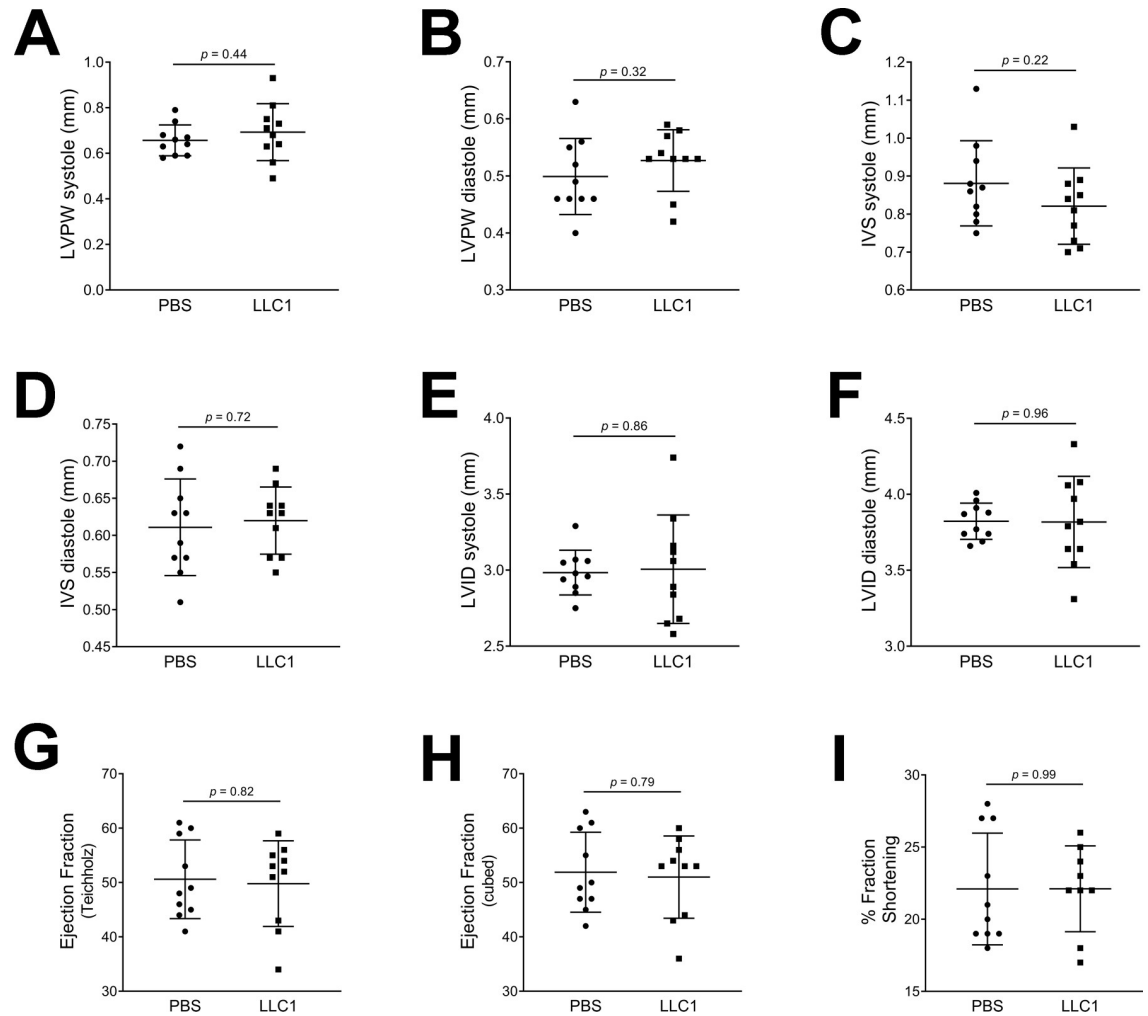 A
p = 0.44
LVPW systole (mm)
1.0
0.8
0.6
0.4
0.2
0.0
PBS
LLC1
B
p = 0.32
LVPW diastole (mm)
0.7
0.6
0.5
0.4
0.3
PBS
LLC1
C
p = 0.22
IVS systole (mm)
1.2
1.1
1.0
0.9
0.8
0.7
0.6
PBS
LLC1
D
p = 0.72
IVS diastole (mm)
0.75
0.70
0.65
0.60
0.55
0.50
0.45
PBS
LLC1
E
p = 0.86
LVID systole (mm)
4.0
3.5
3.0
2.5
PBS
LLC1
F
p = 0.96
LVID diastole (mm)
4.5
4.0
3.5
3.0
PBS
LLC1
G
p = 0.82
Ejection Fraction
(Teichholz)
70
60
50
40
30
PBS
LLC1
H
p = 0.79
Ejection Fraction
(cubed)
70
60
50
40
30
PBS
LLC1
I
p = 0.99
% Fraction
Shortening
30
25
20
15
PBS
LLC1